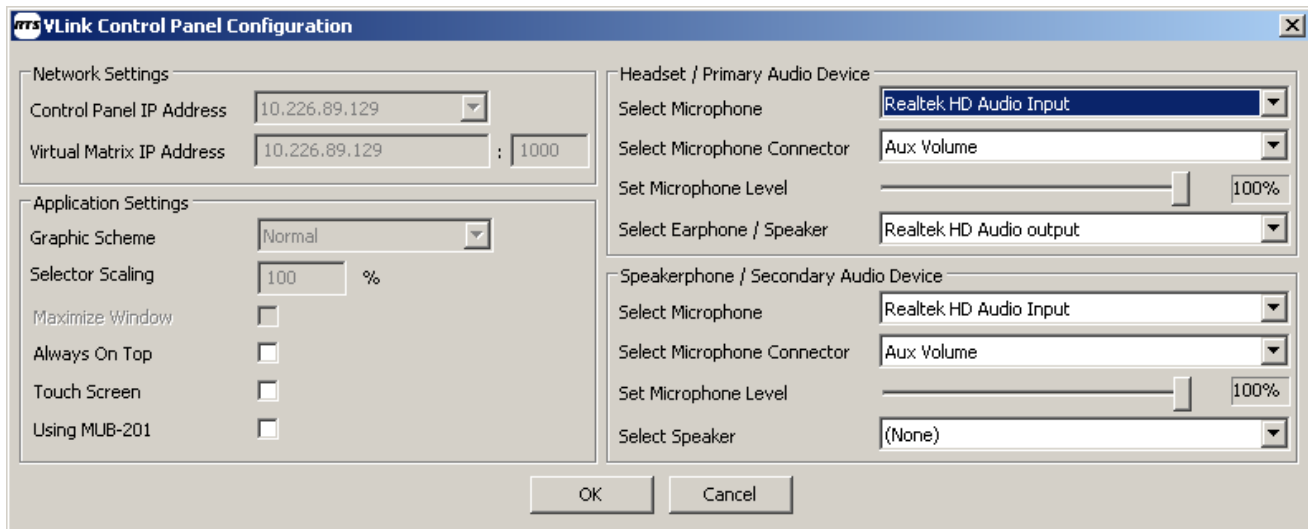 RTS VLink Control Panel Configuration
Network Settings
Control Panel IP Address 10.226.89.129
Virtual Matrix IP Address 10.226.89.129 : 1000
Application Settings
Graphic Scheme Normal
Selector Scaling 100 %
Maximize Window
Always On Top
Touch Screen
Using MUB-201
Headset / Primary Audio Device
Select Microphone Realtek HD Audio Input
Select Microphone Connector Aux Volume
Set Microphone Level 100%
Select Earphone / Speaker Realtek HD Audio output
Speakerphone / Secondary Audio Device
Select Microphone Realtek HD Audio Input
Select Microphone Connector Aux Volume
Set Microphone Level 100%
Select Speaker (None)
OK Cancel